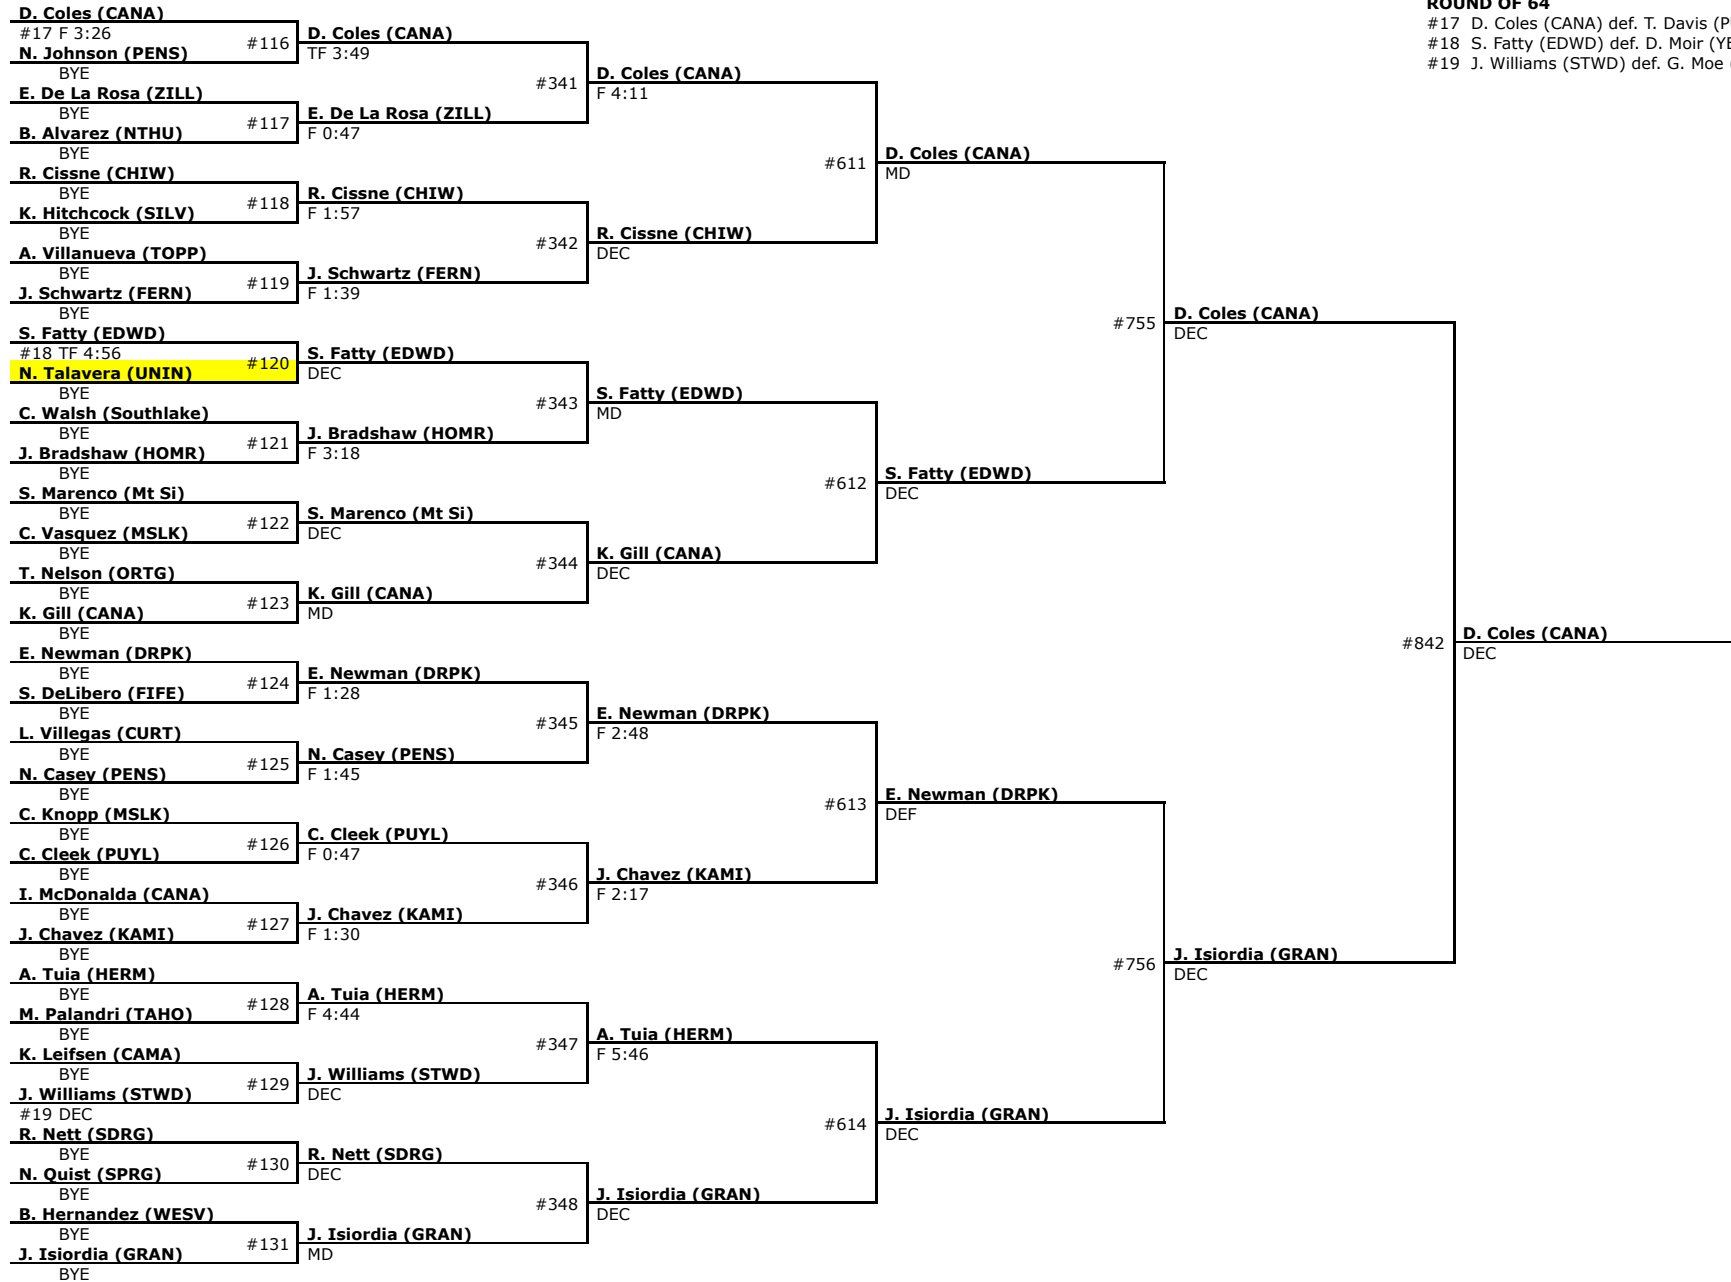 D. Coles (CANA)
#17 F 3:26
N. Johnson (PENS)
BYE
E. De La Rosa (ZILL)
BYE
B. Alvarez (NTHU)
BYE
R. Cissne (CHIW)
BYE
K. Hitchcock (SILV)
BYE
A. Villanueva (TOPP)
BYE
J. Schwartz (FERN)
BYE
S. Fatty (EDWD)
#18 TF 4:56
N. Talavera (UNIN)
BYE
C. Walsh (Southlake)
BYE
J. Bradshaw (HOMR)
BYE
S. Marenco (Mt Si)
BYE
C. Vasquez (MSLK)
BYE
T. Nelson (ORTG)
BYE
K. Gill (CANA)
BYE
E. Newman (DRPK)
BYE
S. DeLibero (FIFE)
BYE
L. Villegas (CURT)
BYE
N. Casey (PENS)
BYE
C. Knopp (MSLK)
BYE
C. Cleek (PUYL)
BYE
I. McDonalda (CANA)
BYE
J. Chavez (KAMI)
BYE
A. Tuia (HERM)
BYE
M. Palandri (TAHO)
BYE
K. Leifsen (CAMA)
BYE
J. Williams (STWD)
#19 DEC
R. Nett (SDRG)
BYE
N. Quist (SPRG)
BYE
B. Hernandez (WESV)
BYE
J. Isiordia (GRAN)
BYE
#116
#117
#118
#119
#120
#121
#122
#123
#124
#125
#126
#127
#128
#129
#130
#131
D. Coles (CANA)
TF 3:49
E. De La Rosa (ZILL)
F 0:47
R. Cissne (CHIW)
F 1:57
J. Schwartz (FERN)
F 1:39
S. Fatty (EDWD)
DEC
J. Bradshaw (HOMR)
F 3:18
S. Marenco (Mt Si)
DEC
K. Gill (CANA)
MD
E. Newman (DRPK)
F 1:28
N. Casey (PENS)
F 1:45
C. Cleek (PUYL)
F 0:47
J. Chavez (KAMI)
F 1:30
A. Tuia (HERM)
F 4:44
J. Williams (STWD)
DEC
R. Nett (SDRG)
DEC
J. Isiordia (GRAN)
MD
#341
#342
#343
#344
#345
#346
#347
#348
D. Coles (CANA)
F 4:11
R. Cissne (CHIW)
DEC
S. Fatty (EDWD)
MD
K. Gill (CANA)
DEC
E. Newman (DRPK)
F 2:48
J. Chavez (KAMI)
F 2:17
A. Tuia (HERM)
F 5:46
J. Isiordia (GRAN)
DEC
#611
#612
#613
#614
D. Coles (CANA)
MD
S. Fatty (EDWD)
DEC
E. Newman (DRPK)
DEF
J. Isiordia (GRAN)
DEC
#755
#756
D. Coles (CANA)
DEC
J. Isiordia (GRAN)
DEC
#842
D. Coles (CANA)
DEC
ROUND OF 64
#17 D. Coles (CANA) def. T. Davis
#18 S. Fatty (EDWD) def. D. Moir
#19 J. Williams (STWD) def. G. Moe